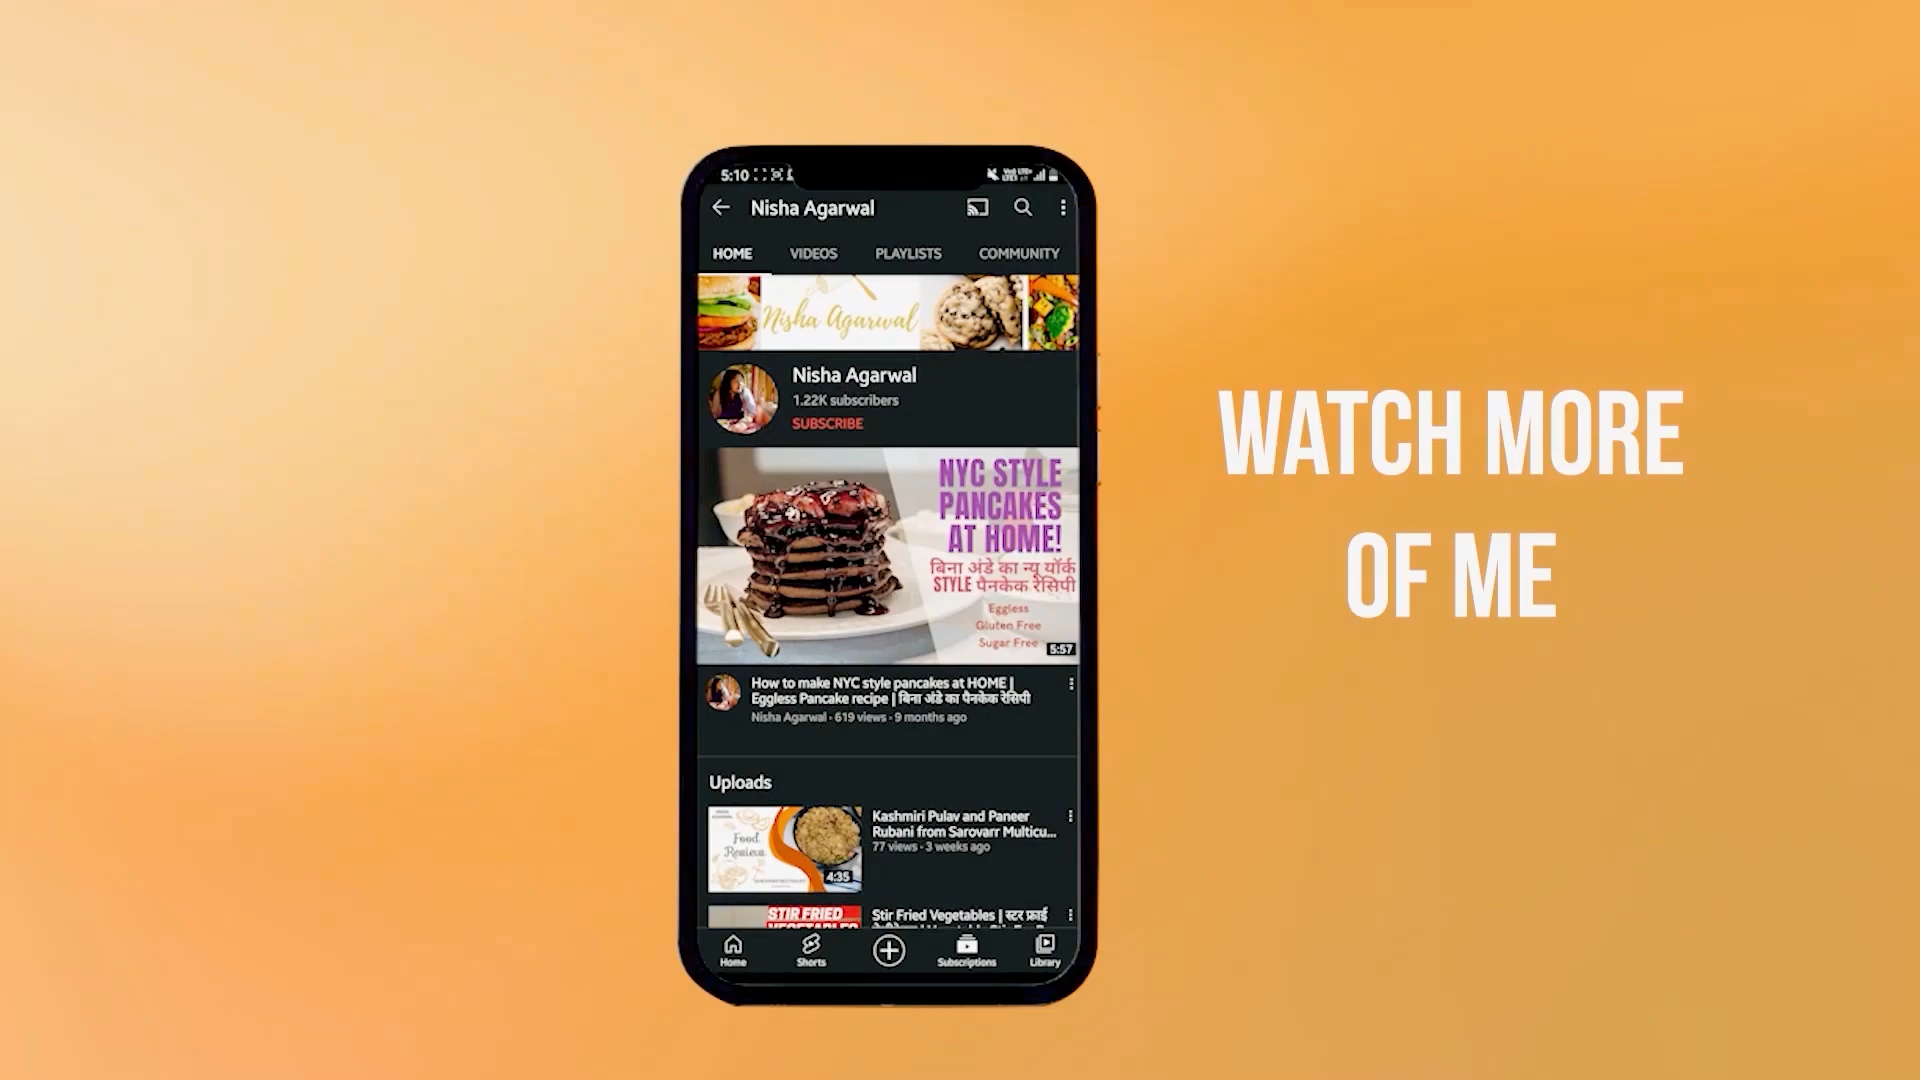 5:10
Nisha Agarwal
HOME VIDEOS PLAYLISTS COMMUNITY
Nisha Agarwal
Nisha Agarwal
1.22K subscribers
SUBSCRIBE
NYC STYLE
PANCAKES
AT HOME!
बिना अंडे का न्यू यॉर्क
STYLE पैनकेक रेसिपी
Eggless
Gluten Free
Sugar Free
5:57
How to make NYC style pancakes at HOME |
Eggless Pancake recipe | बिना अंडे का पैनकेक रेसिपी
Nisha Agarwal · 619 views · 9 months ago
Uploads
Food
Review
4:35
Kashmiri Pulav and Paneer
Rubani from Sarovarr Multicu...
77 views · 3 weeks ago
STIR FRIED
VEGETABLES
Stir Fried Vegetables | स्टर फ्राई
Home Shorts Subscriptions Library
WATCH MORE
OF ME